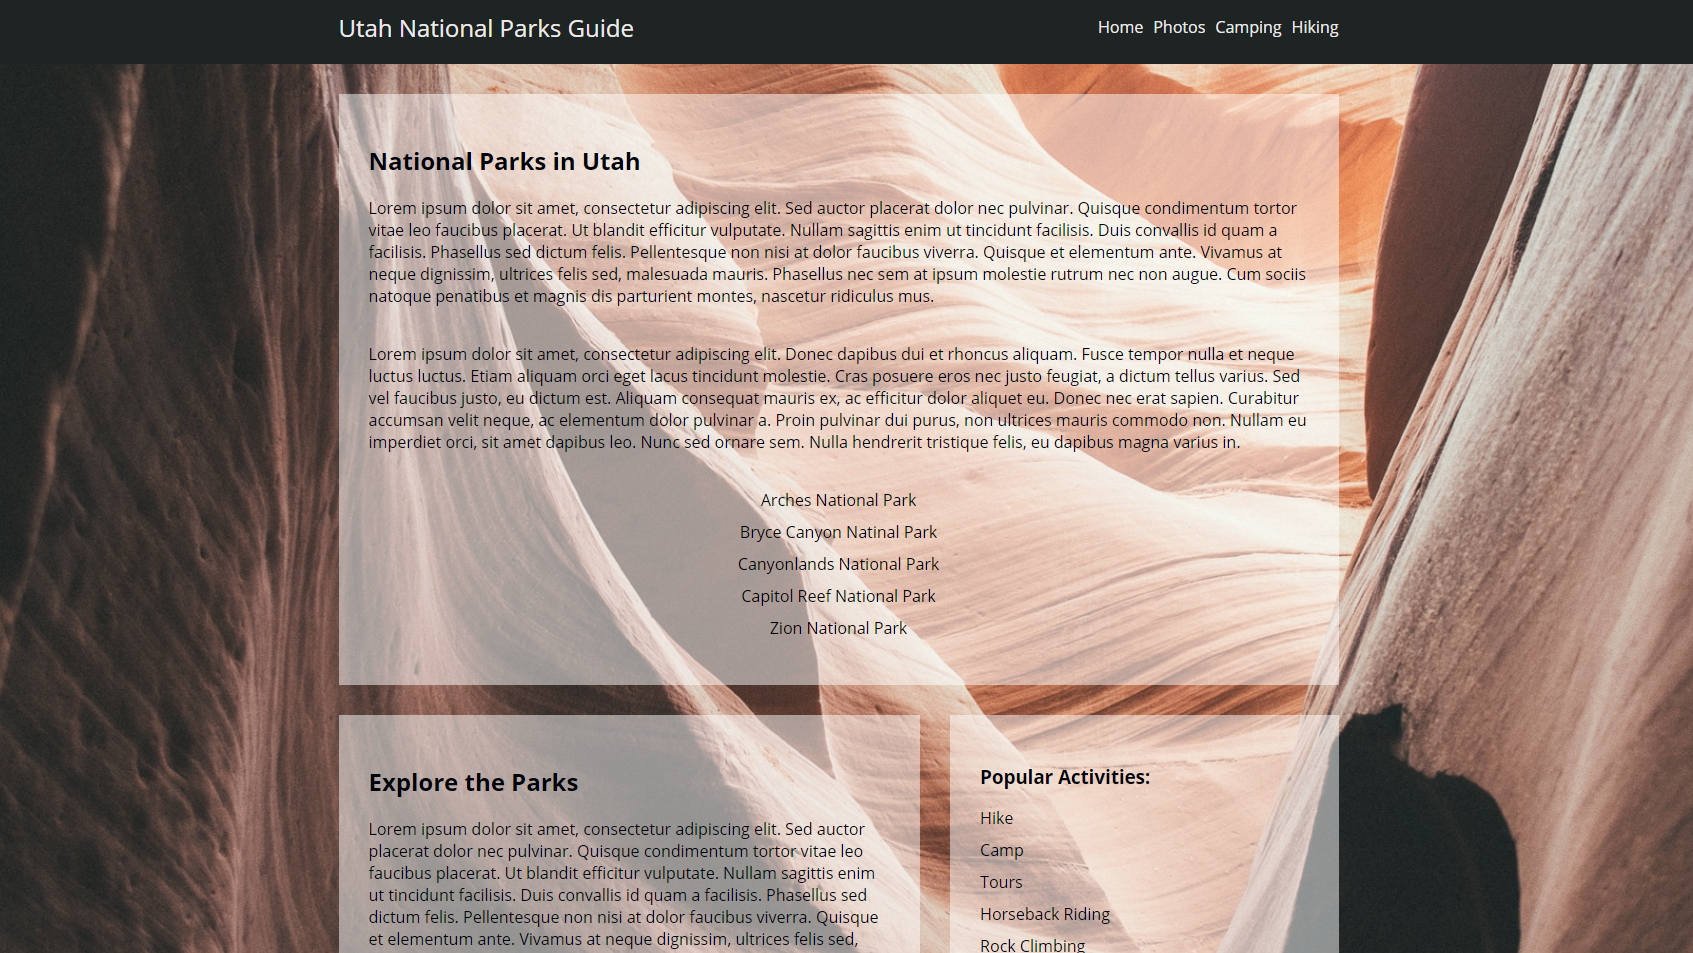 Utah National Parks Guide
Home Photos Camping Hiking
National Parks in Utah
Lorem ipsum dolor sit amet, consectetur adipiscing elit. Sed auctor placerat dolor nec pulvinar. Quisque condimentum tortor
vitae leo faucibus placerat. Ut blandit efficitur vulputate. Nullam sagittis enim ut tincidunt facilisis. Duis convallis id quam a
facilisis. Phasellus sed dictum felis. Pellentesque non nisi at dolor faucibus viverra. Quisque et elementum ante. Vivamus at
neque dignissim, ultrices felis sed, malesuada mauris. Phasellus nec sem at ipsum molestie rutrum nec non augue. Cum sociis
natoque penatibus et magnis dis parturient montes, nascetur ridiculus mus.
Lorem ipsum dolor sit amet, consectetur adipiscing elit. Donec dapibus dui et rhoncus aliquam. Fusce tempor nulla et neque
luctus luctus. Etiam aliquam orci eget lacus tincidunt molestie. Cras posuere eros nec justo feugiat, a dictum tellus varius. Sed
vel faucibus justo, eu dictum est. Aliquam consequat mauris ex, ac efficitur dolor aliquet eu. Donec nec erat sapien. Curabitur
accumsan velit neque, ac elementum dolor pulvinar a. Proin pulvinar dui purus, non ultrices mauris commodo non. Nullam eu
imperdiet orci, sit amet dapibus leo. Nunc sed ornare sem. Nulla hendrerit tristique felis, eu dapibus magna varius in.
Arches National Park
Bryce Canyon Natinal Park
Canyonlands National Park
Capitol Reef National Park
Zion National Park
Explore the Parks
Lorem ipsum dolor sit amet, consectetur adipiscing elit. Sed auctor
placerat dolor nec pulvinar. Quisque condimentum tortor vitae leo
faucibus placerat. Ut blandit efficitur vulputate. Nullam sagittis enim
ut tincidunt facilisis. Duis convallis id quam a facilisis. Phasellus sed
dictum felis. Pellentesque non nisi at dolor faucibus viverra. Quisque
et elementum ante. Vivamus at neque dignissim, ultrices felis sed,
Popular Activities:
Hike
Camp
Tours
Horseback Riding
Rock Climbing